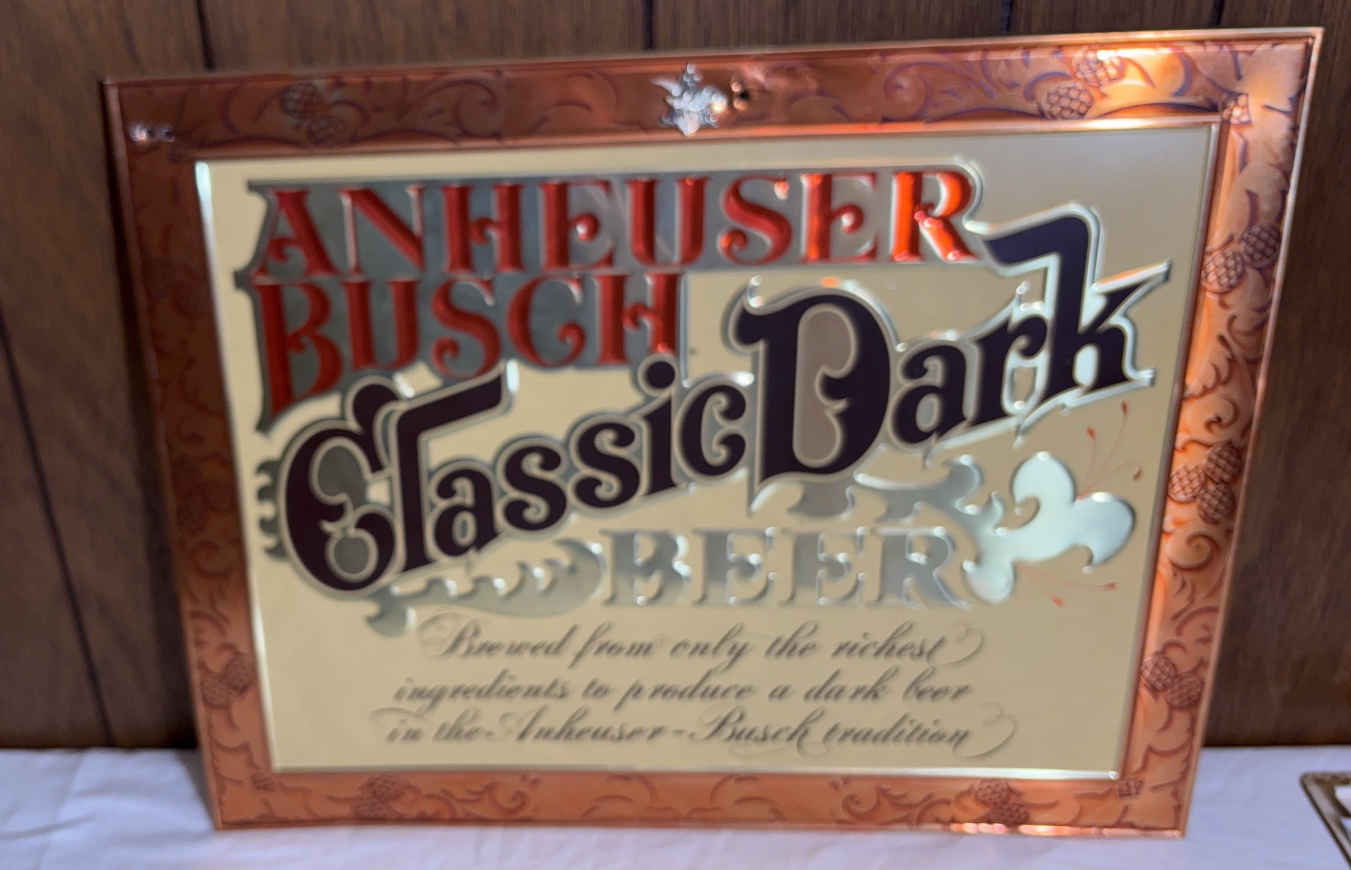 ANHEUSER
BUSCH
Classic Dark
BEER
Brewed from only the richest
ingredients to produce a dark beer
in the Anheuser-Busch tradition